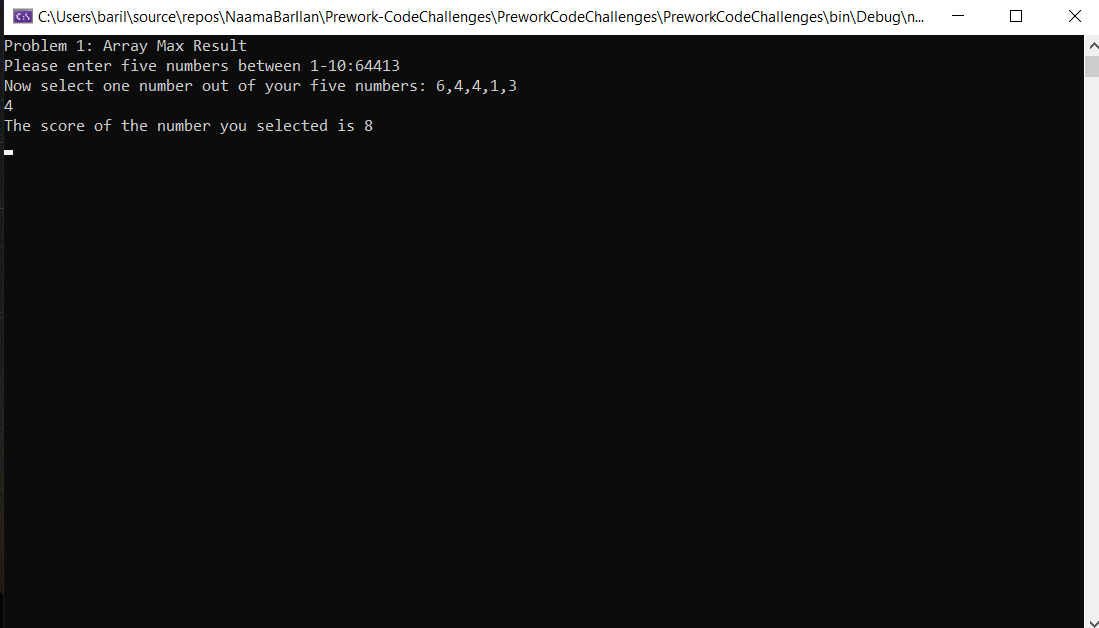 C:\Users\baril\source\repos\NaamaBarIlan\Prework-CodeChallenges\PreworkCodeChallenges\PreworkCodeChallenges\bin\Debug\n...
Problem 1: Array Max Result
Please enter five numbers between 1-10:64413
Now select one number out of your five numbers: 6,4,4,1,3
4
The score of the number you selected is 8